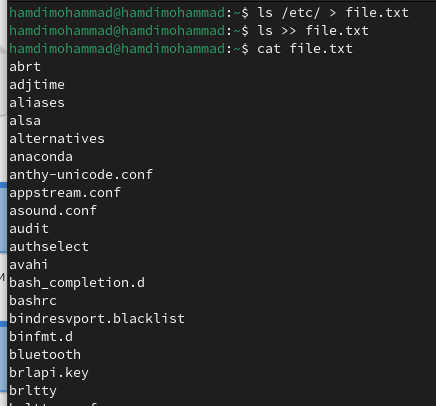 hamdimohammad@hamdimohammad:~$ ls /etc/ > file.txt
hamdimohammad@hamdimohammad:~$ ls >> file.txt
hamdimohammad@hamdimohammad:~$ cat file.txt
abrt
adjtime
aliases
alsa
alternatives
anaconda
anthy-unicode.conf
appstream.conf
asound.conf
audit
authselect
avahi
bash_completion.d
bashrc
bindresvport.blacklist
binfmt.d
bluetooth
brlapi.key
brltty